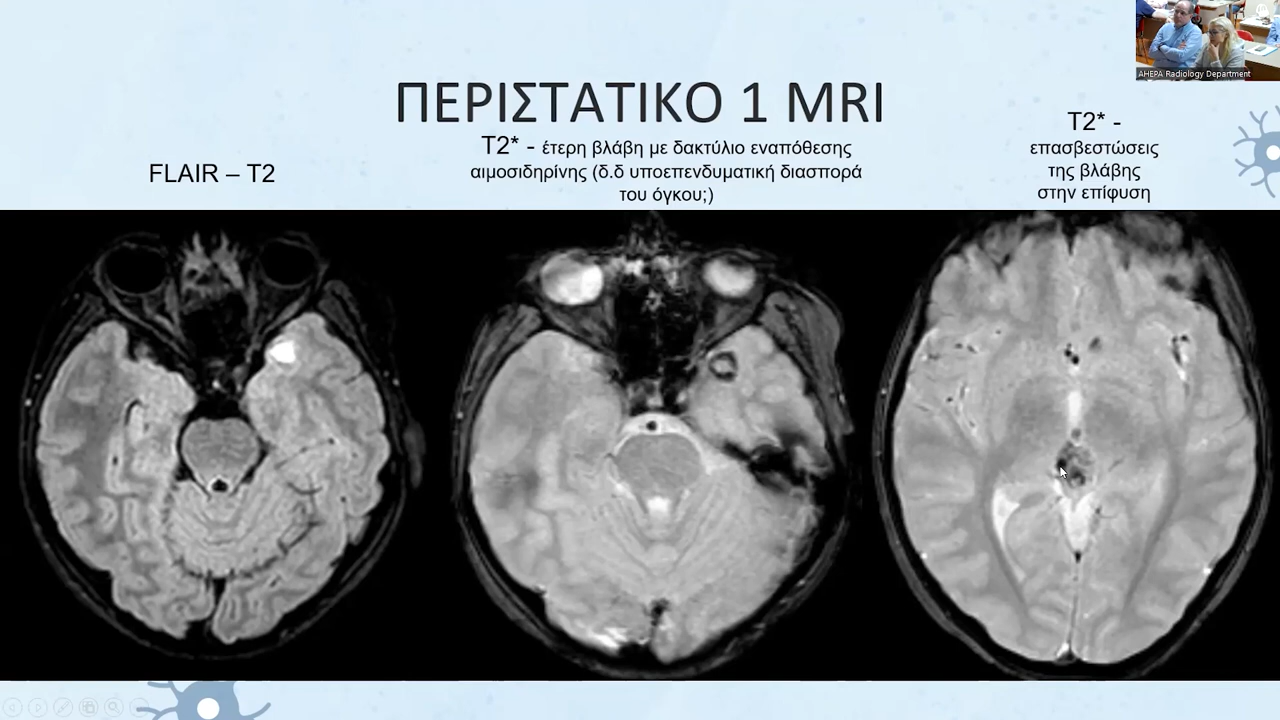 ΠΕΡΙΣΤΑΤΙΚΟ 1 MRI
FLAIR – T2
T2* - έτερη βλάβη με δακτύλιο εναπόθεσης
αιμοσιδηρίνης (δ.δ υποεπενδυματική διασπορά
του όγκου;)
T2* -
επασβεστώσεις
της βλάβης
στην επίφυση
AHEPA Radiology Department